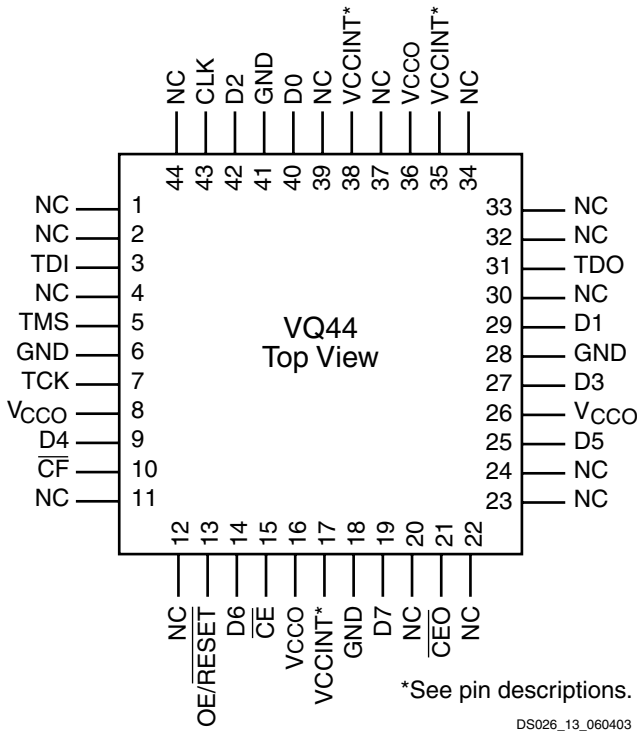 NC CLK D2 GND D0 NC VCCINT* NC VCCO VCCINT* NC
44 43 42 41 40 39 38 37 36 35 34
NC 1 33 NC
NC 2 32 NC
TDI 3 31 TDO
NC 4 30 NC
TMS 5 29 D1
GND 6 28 GND
TCK 7 27 D3
VCCO 8 26 VCCO
D4 9 25 D5
CF 10 24 NC
NC 11 23 NC
VQ44
Top View
12 13 14 15 16 17 18 19 20 21 22
NC OE/RESET D6 CE VCCO VCCINT* GND D7 NC CEO NC
*See pin descriptions.
DS026_13_060403